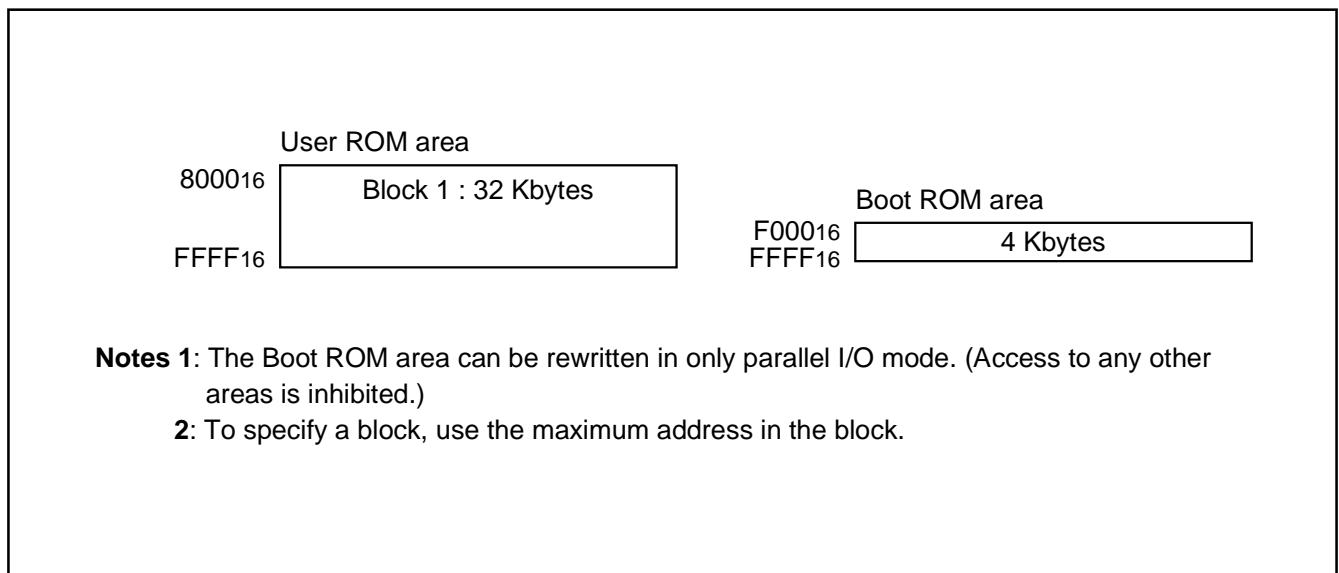 User ROM area
8000₁₆
Block 1 : 32 Kbytes
FFFF₁₆
Boot ROM area
F000₁₆
4 Kbytes
FFFF₁₆
Notes 1: The Boot ROM area can be rewritten in only parallel I/O mode. (Access to any other
areas is inhibited.)
2: To specify a block, use the maximum address in the block.